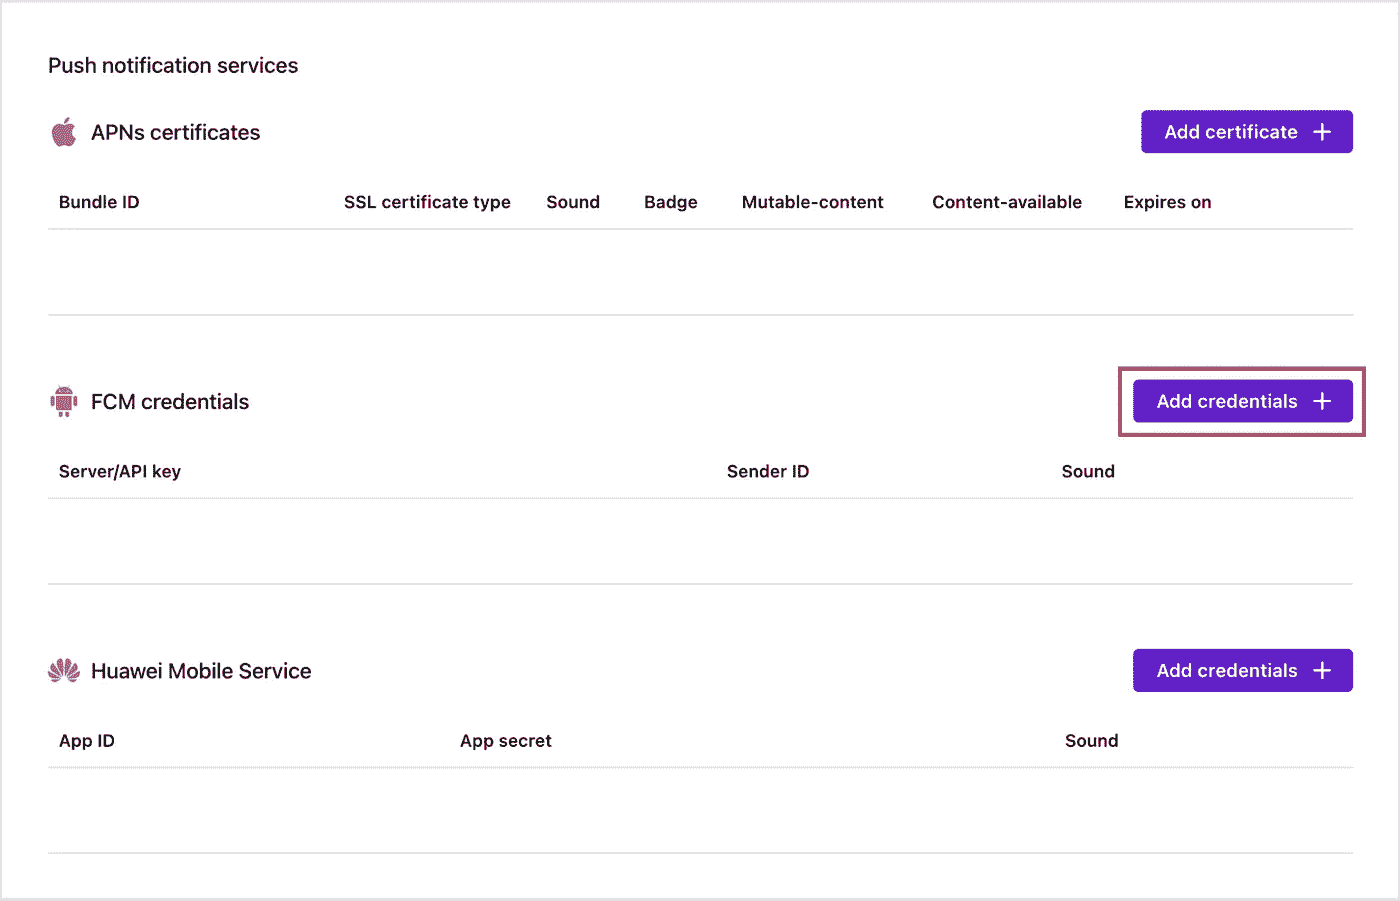 Push notification services
APNs certificates
Add certificate +
Bundle ID SSL certificate type Sound Badge Mutable-content Content-available Expires on
FCM credentials
Add credentials +
Server/API key Sender ID Sound
Huawei Mobile Service
Add credentials +
App ID App secret Sound